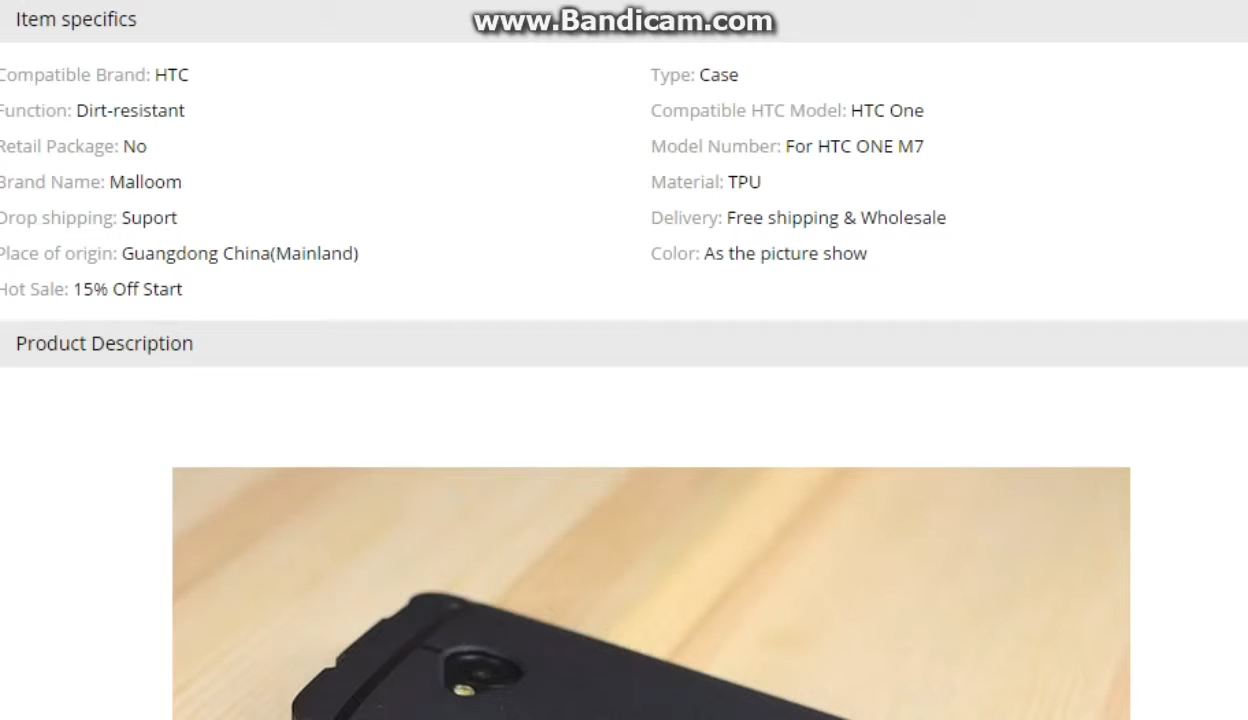 www.Bandicam.com
Item specifics
Compatible Brand: HTC
Type: Case
Function: Dirt-resistant
Compatible HTC Model: HTC One
Retail Package: No
Model Number: For HTC ONE M7
Brand Name: Malloom
Material: TPU
Drop shipping: Suport
Delivery: Free shipping & Wholesale
Place of origin: Guangdong China(Mainland)
Color: As the picture show
Hot Sale: 15% Off Start
Product Description